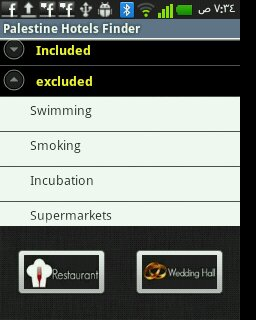 ص ٧:٣٤
Palestine Hotels Finder
Included
excluded
Swimming
Smoking
Incubation
Supermarkets
Restaurant
Wedding Hall